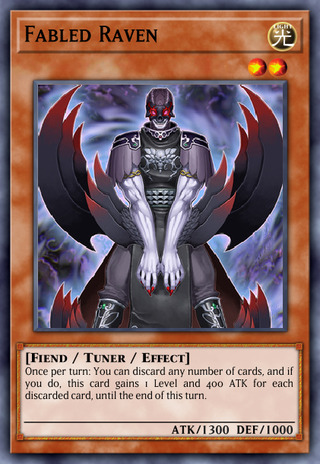 Fabled Raven
LIGHT
光
[Fiend / Tuner / Effect]
Once per turn: You can discard any number of cards, and if
you do, this card gains 1 Level and 400 ATK for each
discarded card, until the end of this turn.
ATK/1300 DEF/1000